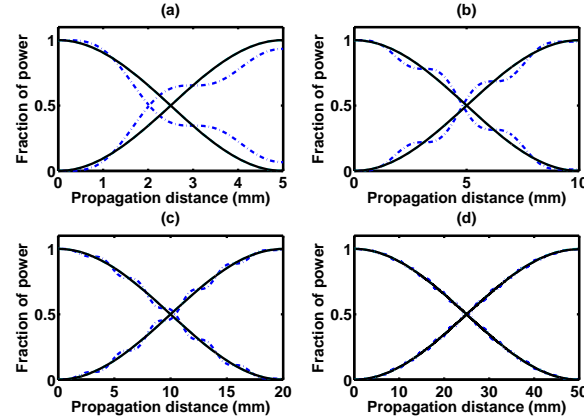 (a)
Fraction of power
1
0.5
0
0 1 2 3 4 5
Propagation distance (mm)
(b)
Fraction of power
1
0.5
0
0 5 10
Propagation distance (mm)
(c)
Fraction of power
1
0.5
0
0 5 10 15 20
Propagation distance (mm)
(d)
Fraction of power
1
0.5
0
0 10 20 30 40 50
Propagation distance (mm)